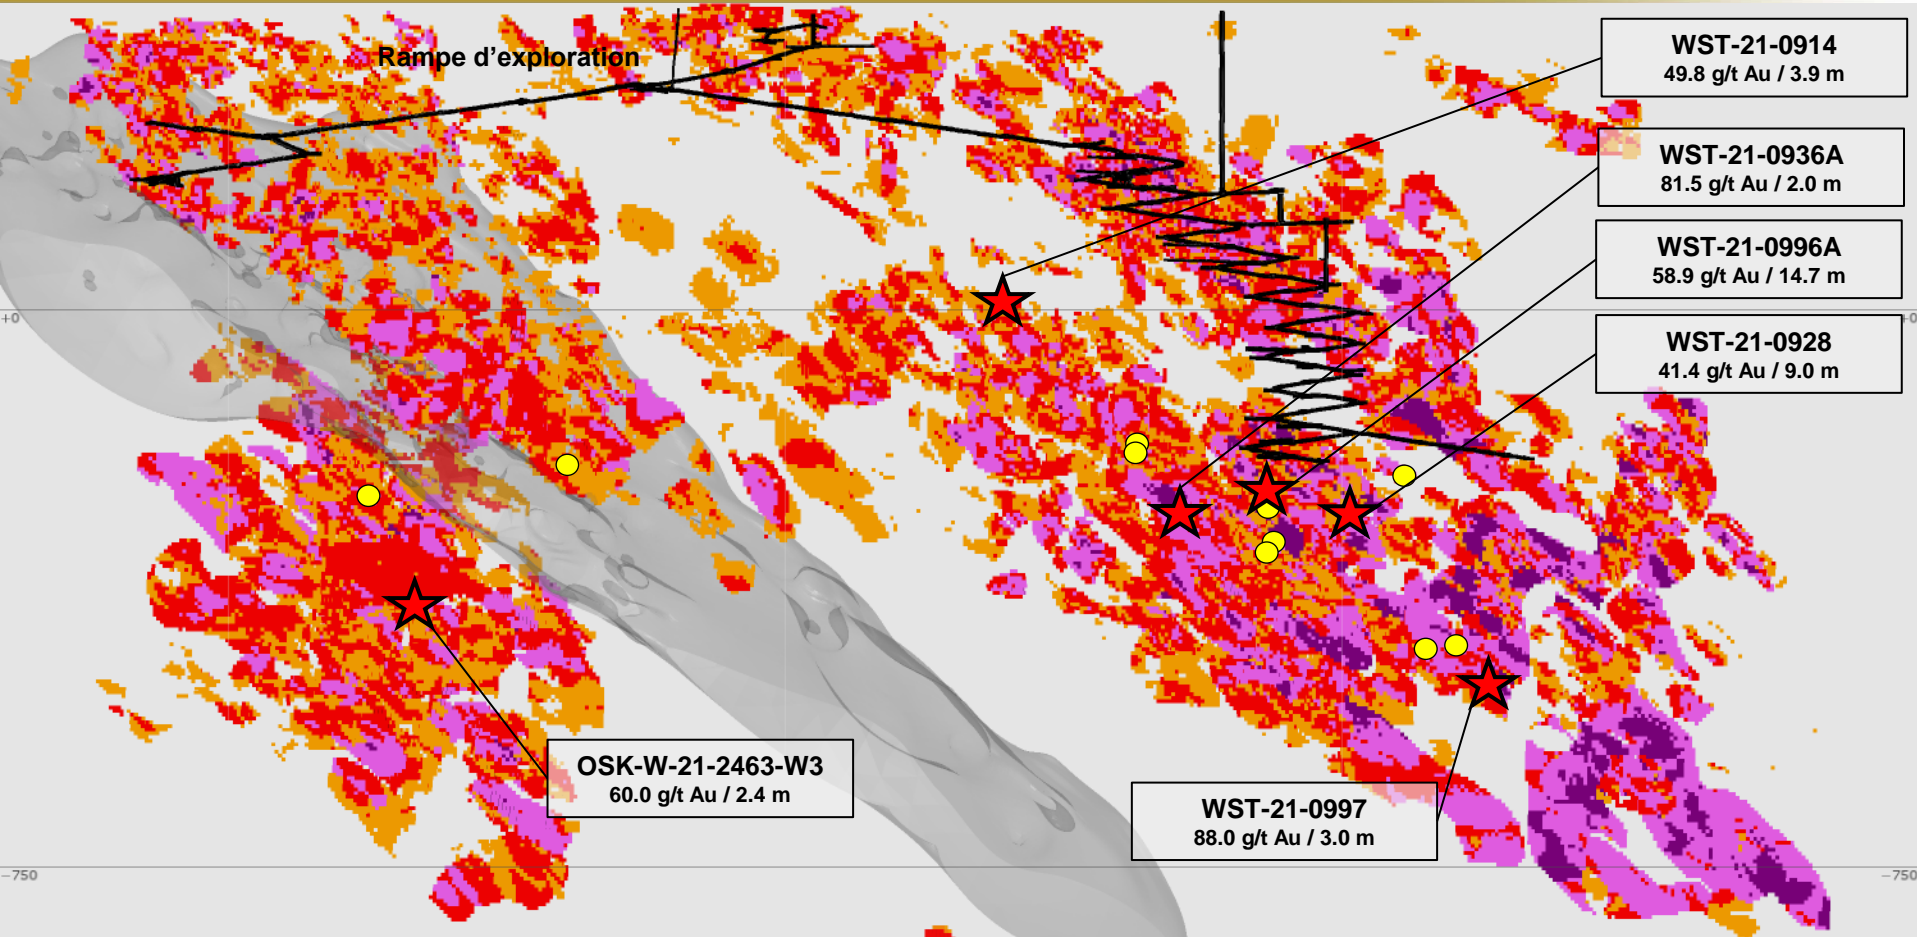 Rampe d’exploration
WST-21-0914
49.8 g/t Au / 3.9 m
WST-21-0936A
81.5 g/t Au / 2.0 m
WST-21-0996A
58.9 g/t Au / 14.7 m
+0
+0
WST-21-0928
41.4 g/t Au / 9.0 m
OSK-W-21-2463-W3
60.0 g/t Au / 2.4 m
WST-21-0997
88.0 g/t Au / 3.0 m
−750
−750